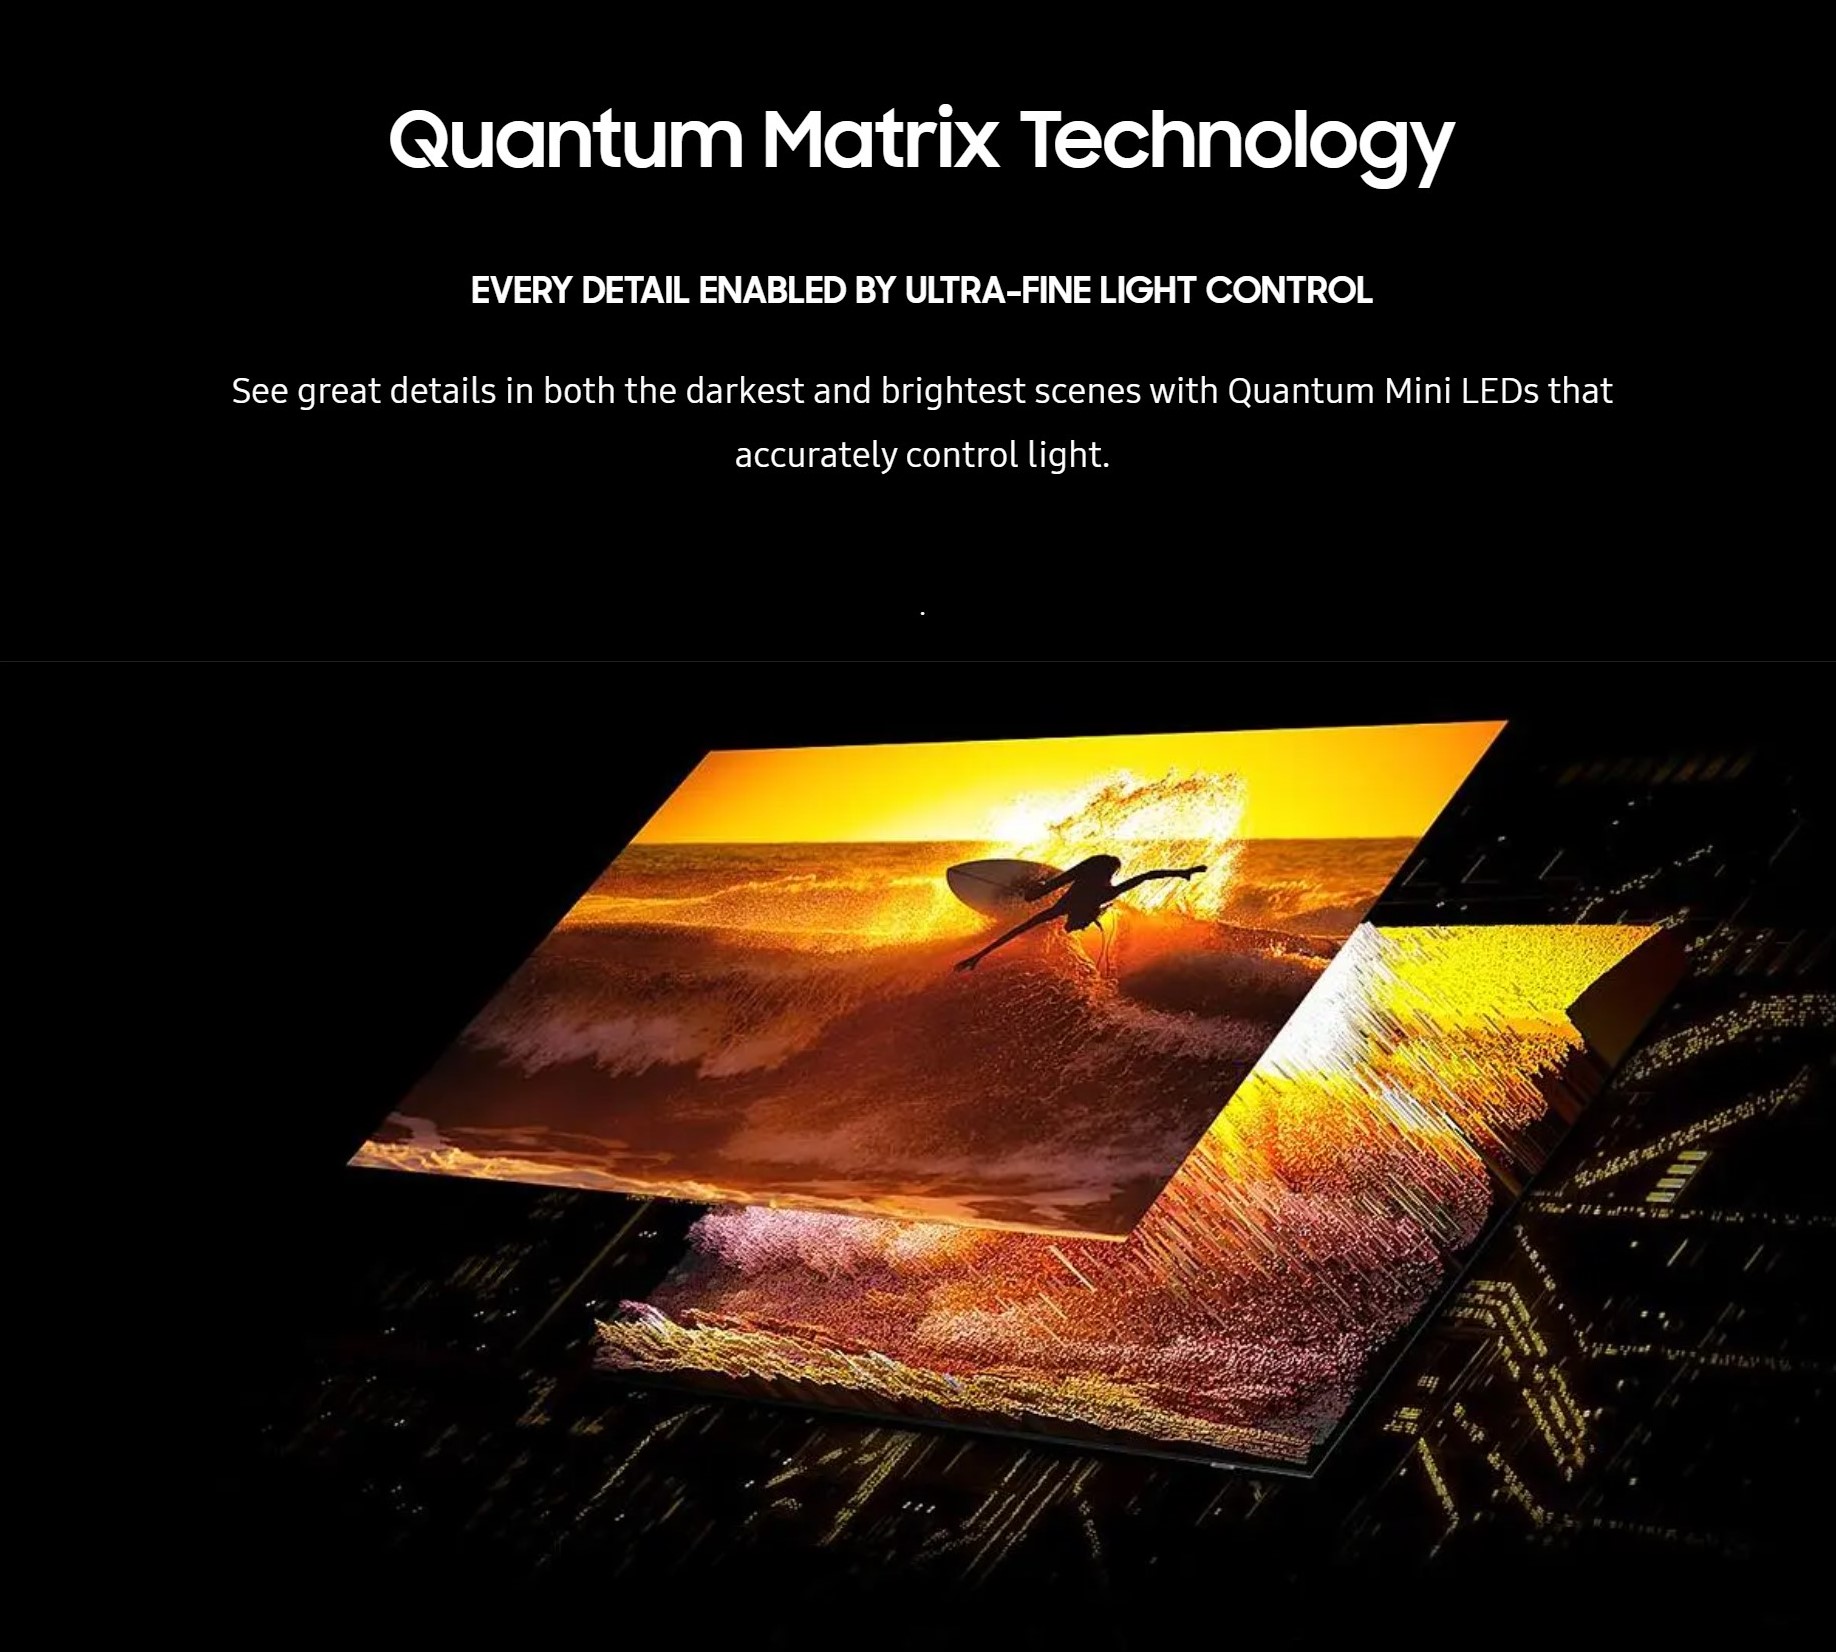 Quantum Matrix Technology
EVERY DETAIL ENABLED BY ULTRA-FINE LIGHT CONTROL
See great details in both the darkest and brightest scenes with Quantum Mini LEDs that
accurately control light.
.